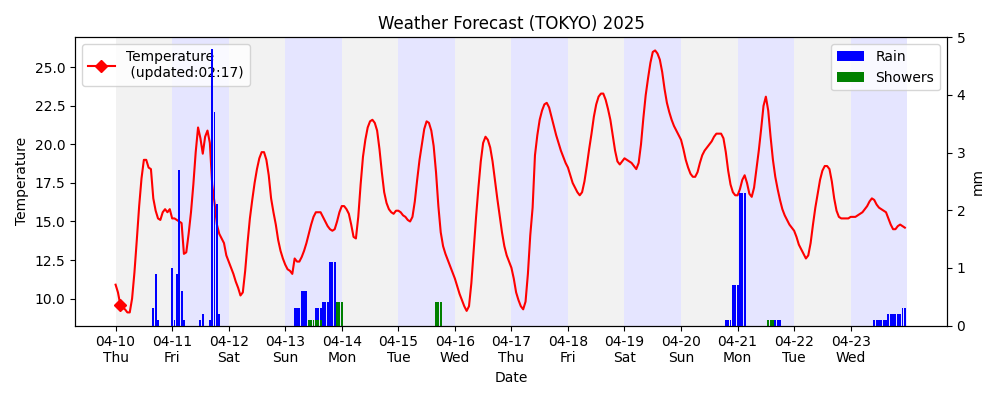 Weather Forecast (TOKYO) 2025
Temperature
(updated:02:17)
Rain
Showers
Temperature
25.0
22.5
20.0
17.5
15.0
12.5
10.0
5
4
3
2
1
0
mm
04-10 04-11 04-12 04-13 04-14 04-15 04-16 04-17 04-18 04-19 04-20 04-21 04-22 04-23
Thu Fri Sat Sun Mon Tue Wed Thu Fri Sat Sun Mon Tue Wed
Date